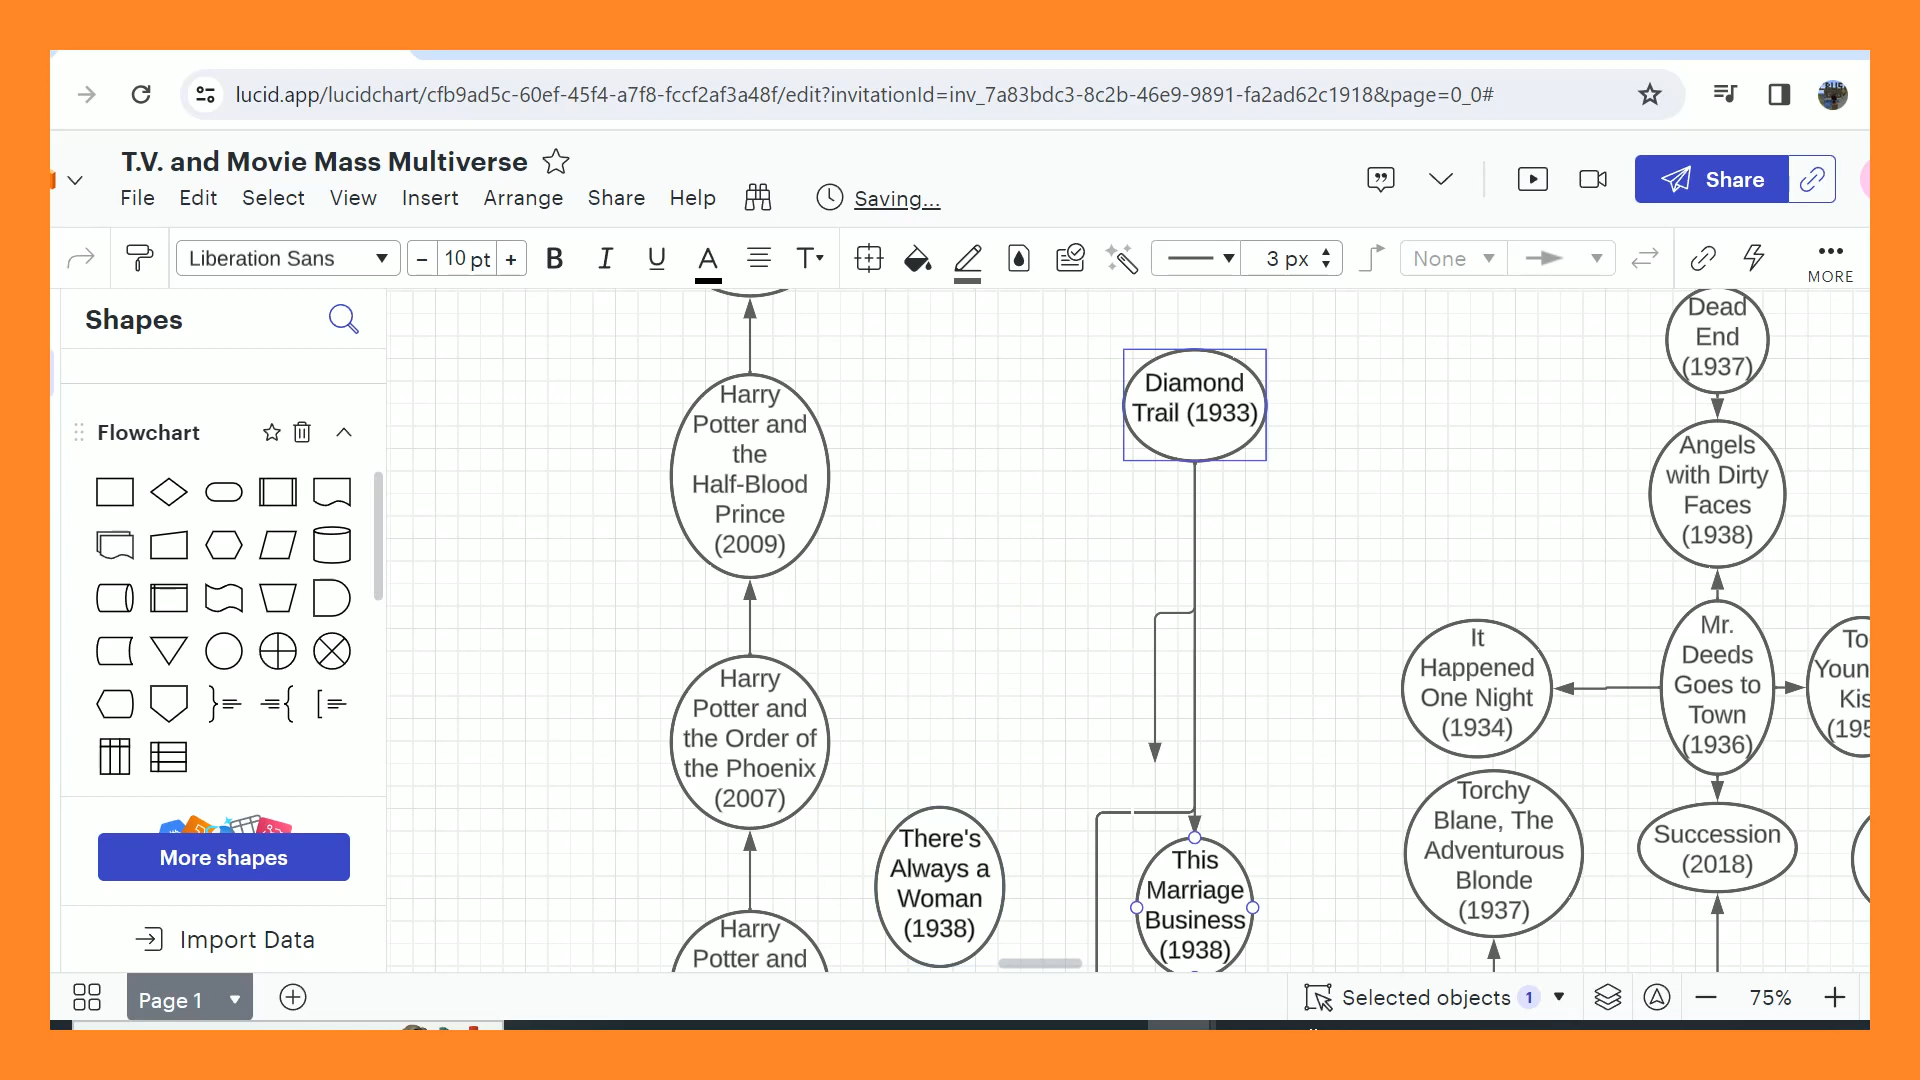 lucid.app/lucidchart/cfb9ad5c-60ef-45f4-a7f8-fccf2af3a48f/edit?invitationId=inv_7a83bdc3-8c2b-46e9-9891-fa2ad62c1918&page=0_0#
T.V. and Movie Mass Multiverse
File Edit Select View Insert Arrange Share Help Saving...
Share
Liberation Sans
- 10 pt +
B I U A T
3 px
None
MORE
Shapes
Flowchart
More shapes
Import Data
Harry
Potter and
the
Half-Blood
Prince
(2009)
Harry
Potter and
the Order of
the Phoenix
(2007)
Harry
Potter and
There's
Always a
Woman
(1938)
Diamond
Trail (1933)
This
Marriage
Business
(1938)
Dead
End
(1937)
Angels
with Dirty
Faces
(1938)
It
Happened
One Night
(1934)
Mr.
Deeds
Goes to
Town
(1936)
To
Youn
Kis
(195
Torchy
Blane, The
Adventurous
Blonde
(1937)
Succession
(2018)
Page 1
Selected objects 1
75%